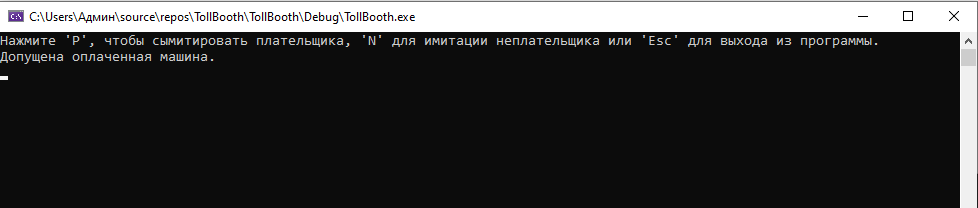 C:\Users\Админ\source\repos\TollBooth\TollBooth\Debug\TollBooth.exe
Нажмите 'P', чтобы сымитировать плательщика, 'N' для имитации неплательщика или 'Esc' для выхода из программы.
Допущена оплаченная машина.